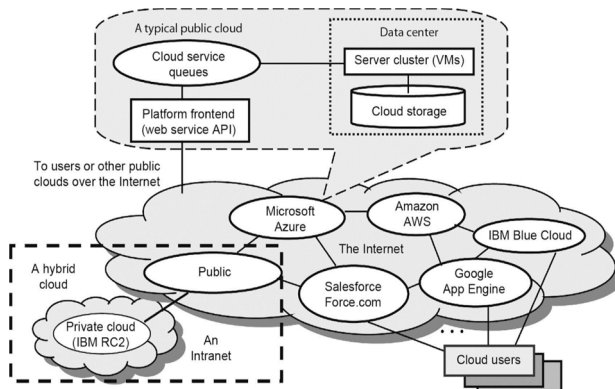 A typical public cloud
Data center
Cloud service
queues
Server cluster (VMs)
Platform frontend
(web service API)
Cloud storage
To users or other public
clouds over the Internet
Microsoft
Azure
Amazon
AWS
IBM Blue Cloud
The Internet
A hybrid
cloud
Public
Salesforce
Force.com
Google
App Engine
Private cloud
(IBM RC2)
An
Intranet
...
Cloud users